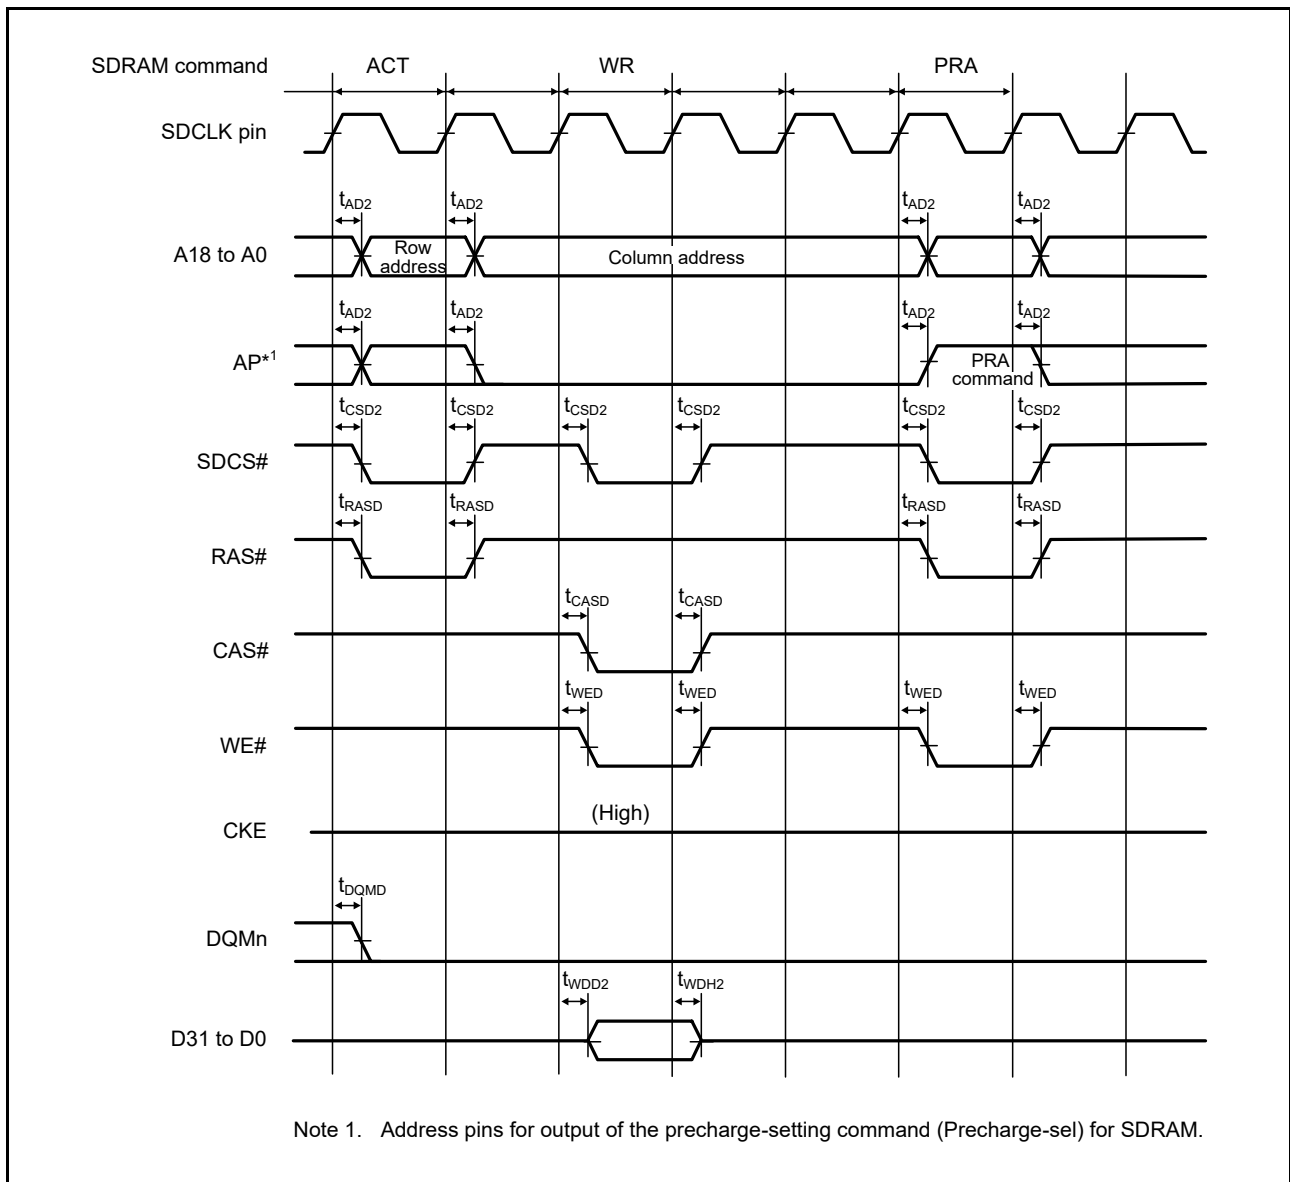 SDRAM command ACT WR PRA
SDCLK pin
tAD2 tAD2 tAD2 tAD2
A18 to A0 Row address Column address
tAD2 tAD2 tAD2 tAD2
AP*1 PRA command
tCSD2 tCSD2 tCSD2 tCSD2 tCSD2 tCSD2
SDCS#
tRASD tRASD tRASD tRASD
RAS#
tCASD tCASD
CAS#
tWED tWED tWED tWED
WE#
(High)
CKE
tDQMD
DQMn
tWDD2 tWDH2
D31 to D0
Note 1. Address pins for output of the precharge-setting command (Precharge-sel) for SDRAM.